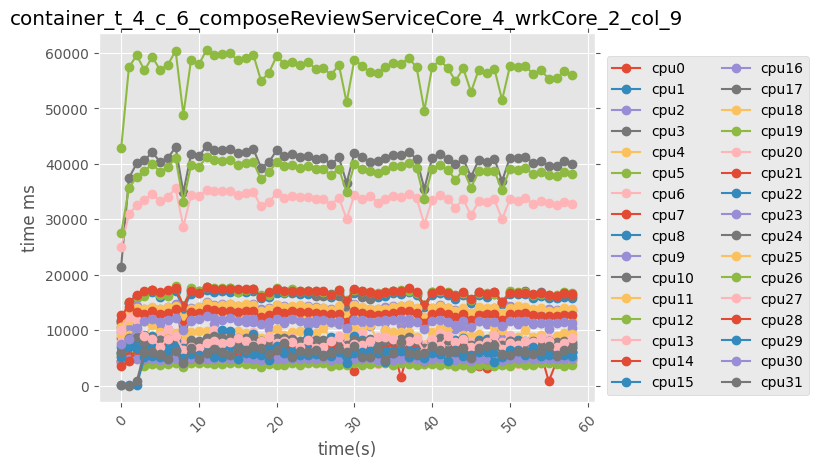 container_t_4_c_6_composeReviewServiceCore_4_wrkCore_2_col_9
time ms
60000
50000
40000
30000
20000
10000
0
0
10
20
30
40
50
60
time(s)
cpu0
cpu1
cpu2
cpu3
cpu4
cpu5
cpu6
cpu7
cpu8
cpu9
cpu10
cpu11
cpu12
cpu13
cpu14
cpu15
cpu16
cpu17
cpu18
cpu19
cpu20
cpu21
cpu22
cpu23
cpu24
cpu25
cpu26
cpu27
cpu28
cpu29
cpu30
cpu31